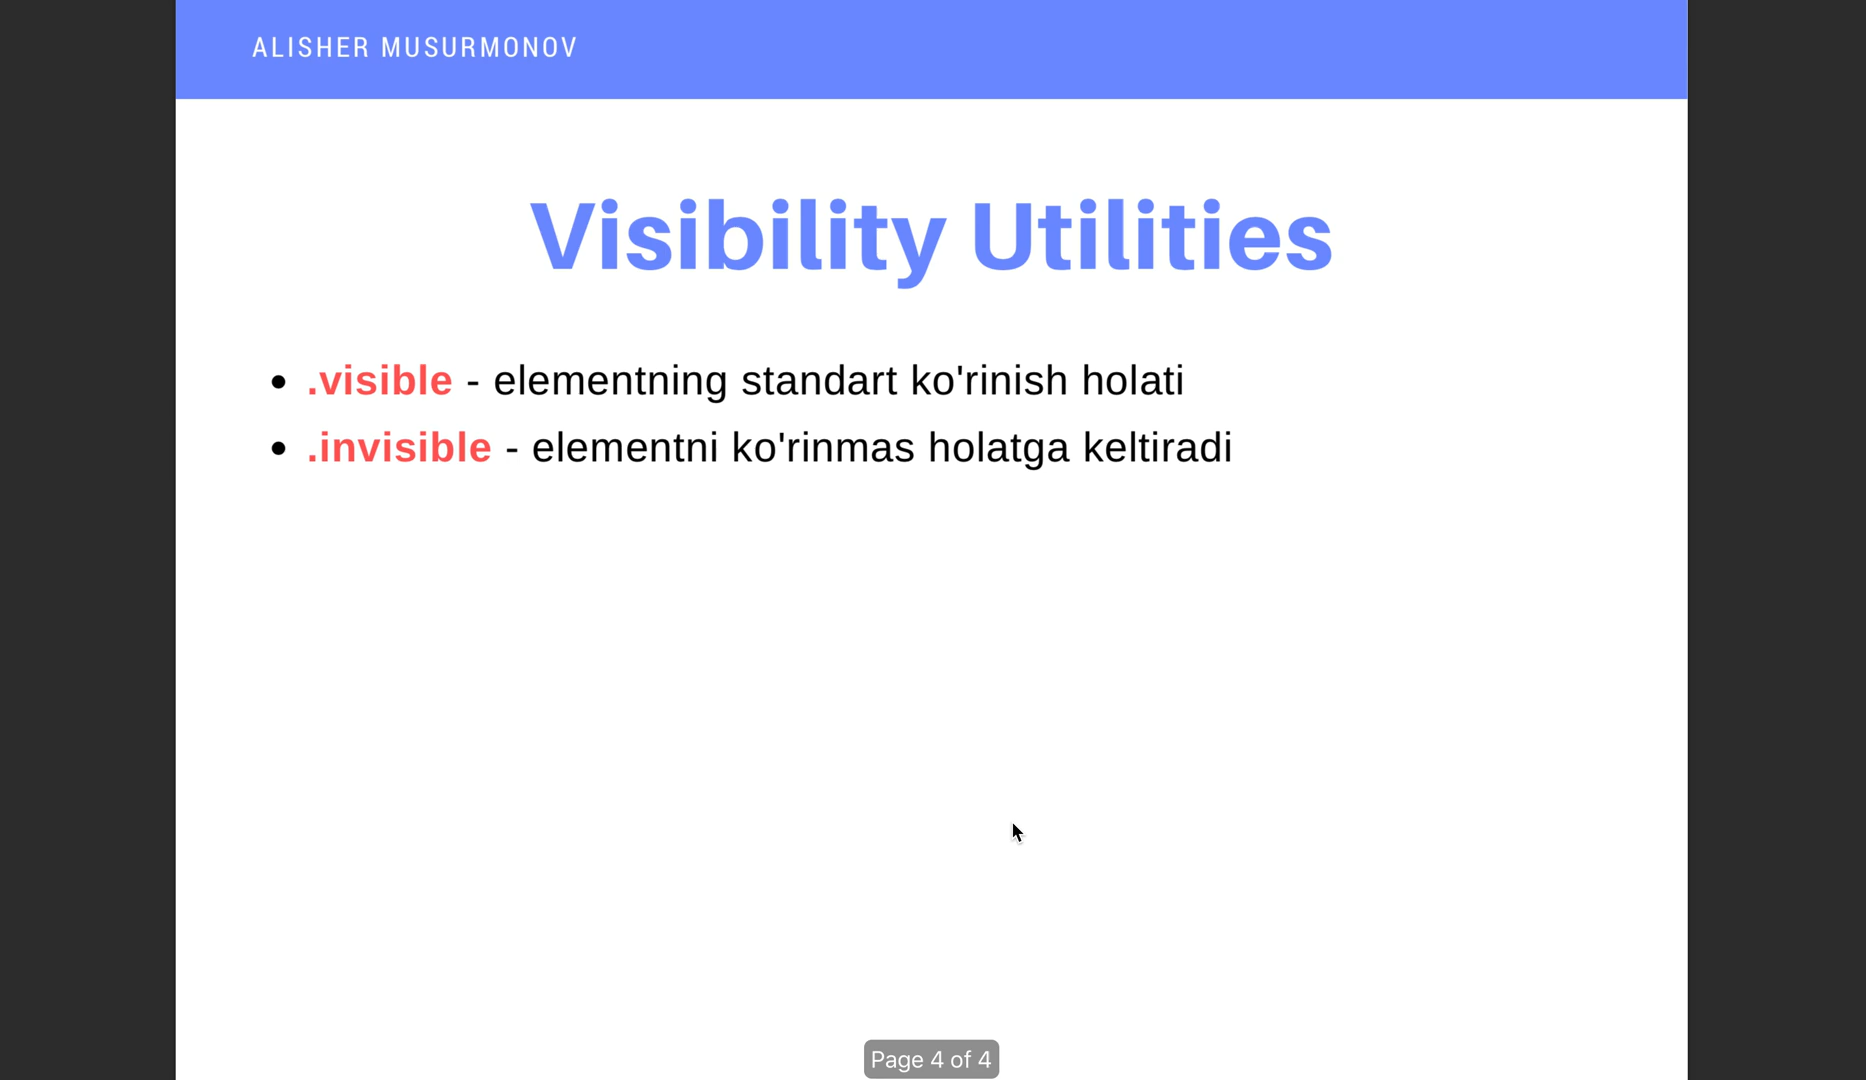 ALISHER MUSURMONOV
Visibility Utilities
.visible - elementning standart ko'rinish holati
.invisible - elementni ko'rinmas holatga keltiradi
Page 4 of 4